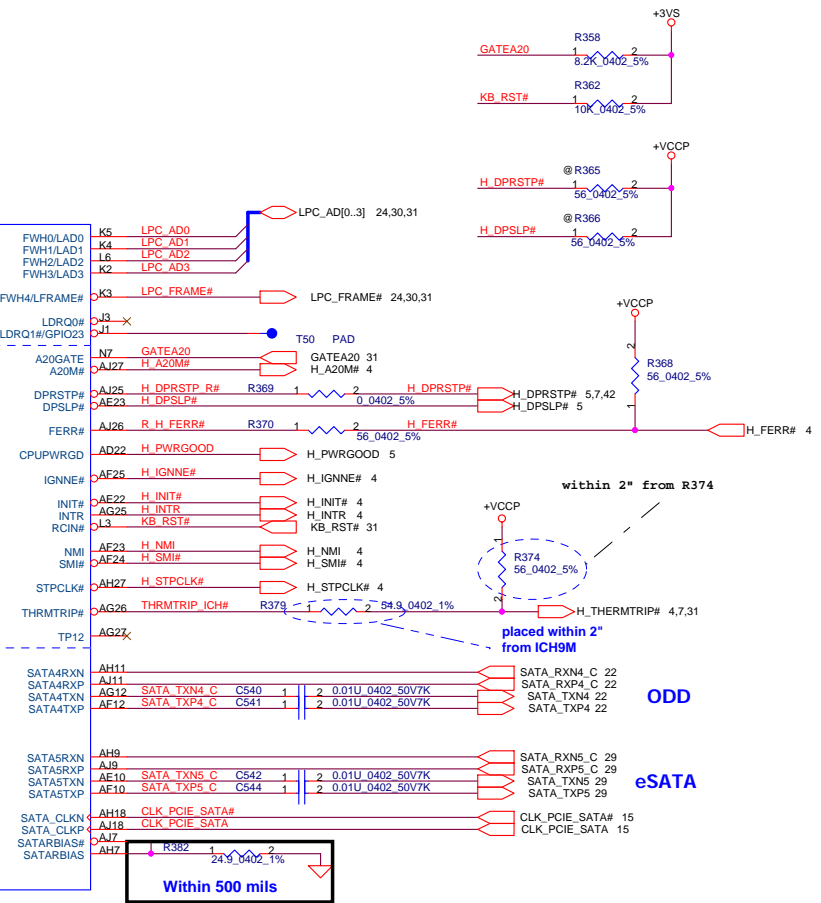 +3VS
R358
GATEA20 1 2
8.2K_0402_5%
R362
KB_RST# 1 2
10K_0402_5%
+VCCP
@ R365
H_DPRSTP# 1 2
56_0402_5%
@ R366
H_DPSLP# 1 2
56_0402_5%
LPC_AD[0..3] 24,30,31
FWH0/LAD0 K5 LPC_AD0
FWH1/LAD1 K4 LPC_AD1
FWH2/LAD2 L6 LPC_AD2
FWH3/LAD3 K2 LPC_AD3
FWH4/LFRAME# K3 LPC_FRAME# LPC_FRAME# 24,30,31
LDRQ0# J3
LDRQ1#/GPIO23 J1 T50 PAD
+VCCP
A20GATE N7 GATEA20 GATEA20 31
A20M# AJ27 H_A20M# H_A20M# 4
2
R368
56_0402_5%
1
DPRSTP# AJ25 H_DPRSTP_R# R369 1 2 H_DPRSTP# H_DPRSTP# 5,7,42
0_0402_5%
DPSLP# AE23 H_DPSLP# H_DPSLP# 5
FERR# AJ26 R_H_FERR# R370 1 2 H_FERR# H_FERR# 4
56_0402_5%
CPUPWRGD AD22 H_PWRGOOD H_PWRGOOD 5
IGNNE# AF25 H_IGNNE# H_IGNNE# 4
within 2" from R374
INIT# AE22 H_INIT# H_INIT# 4
INTR AG25 H_INTR H_INTR 4
RCIN# L3 KB_RST# KB_RST# 31
+VCCP
NMI AF23 H_NMI H_NMI 4
SMI# AF24 H_SMI# H_SMI# 4
1
R374
56_0402_5%
2
STPCLK# AH27 H_STPCLK# H_STPCLK# 4
THRMTRIP# AG26 THRMTRIP_ICH# R379 1 2 54.9_0402_1% H_THERMTRIP# 4,7,31
TP12 AG27
placed within 2"
from ICH9M
SATA4RXN AH11 SATA_RXN4_C 22
SATA4RXP AJ11 SATA_RXP4_C 22
SATA4TXN AG12 SATA_TXN4_C C540 1 2 0.01U_0402_50V7K SATA_TXN4 22
SATA4TXP AF12 SATA_TXP4_C C541 1 2 0.01U_0402_50V7K SATA_TXP4 22
ODD
SATA5RXN AH9 SATA_RXN5_C 29
SATA5RXP AJ9 SATA_RXP5_C 29
SATA5TXN AE10 SATA_TXN5_C C542 1 2 0.01U_0402_50V7K SATA_TXN5 29
SATA5TXP AF10 SATA_TXP5_C C544 1 2 0.01U_0402_50V7K SATA_TXP5 29
eSATA
SATA_CLKN AH18 CLK_PCIE_SATA# CLK_PCIE_SATA# 15
SATA_CLKP AJ18 CLK_PCIE_SATA CLK_PCIE_SATA 15
SATARBIAS# AJ7
SATARBIAS AH7 R382 1 2
24.9_0402_1%
Within 500 mils